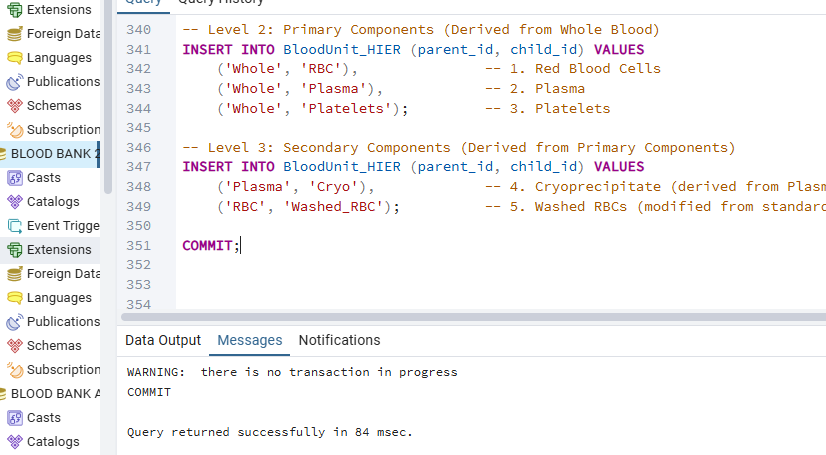 Extensions
Foreign Data
Languages
Publications
Schemas
Subscription
BLOOD BANK 2
Casts
Catalogs
Event Trigge
Extensions
Foreign Data
Languages
Publications
Schemas
Subscription
BLOOD BANK A
Casts
Catalogs
Query Query History
340 -- Level 2: Primary Components (Derived from Whole Blood)
341 INSERT INTO BloodUnit_HIER (parent_id, child_id) VALUES
342 ('Whole', 'RBC'), -- 1. Red Blood Cells
343 ('Whole', 'Plasma'), -- 2. Plasma
344 ('Whole', 'Platelets'); -- 3. Platelets
345
346 -- Level 3: Secondary Components (Derived from Primary Components)
347 INSERT INTO BloodUnit_HIER (parent_id, child_id) VALUES
348 ('Plasma', 'Cryo'), -- 4. Cryoprecipitate (derived from Plasm
349 ('RBC', 'Washed_RBC'); -- 5. Washed RBCs (modified from standard
350
351 COMMIT;
352
353
354
Data Output Messages Notifications
WARNING: there is no transaction in progress
COMMIT
Query returned successfully in 84 msec.